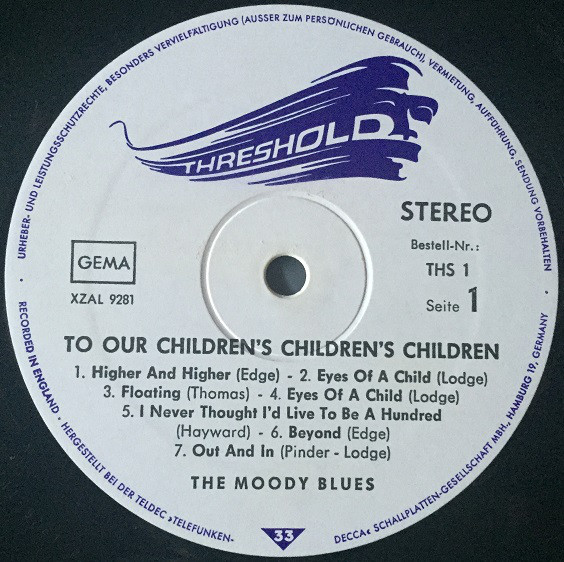 URHEBER- UND LEISTUNGSSCHUTZRECHTE, BESONDERS VERVIELFÄLTIGUNG (AUSSER ZUM PERSÖNLICHEN GEBRAUCH), VERMIETUNG, AUFFÜHRUNG, SENDUNG VORBEHALTEN
THRESHOLD
STEREO
GEMA
Bestell-Nr.:
THS 1
XZAL 9281
Seite 1
TO OUR CHILDREN'S CHILDREN'S CHILDREN
1. Higher And Higher (Edge) - 2. Eyes Of A Child (Lodge)
3. Floating (Thomas) - 4. Eyes Of A Child (Lodge)
5. I Never Thought I'd Live To Be A Hundred
(Hayward) - 6. Beyond (Edge)
7. Out And In (Pinder - Lodge)
THE MOODY BLUES
33
RECORDED IN ENGLAND · HERGESTELLT BEI DER TELDEC »TELEFUNKEN-DECCA« SCHALLPLATTEN-GESELLSCHAFT MBH., HAMBURG 19, GERMANY